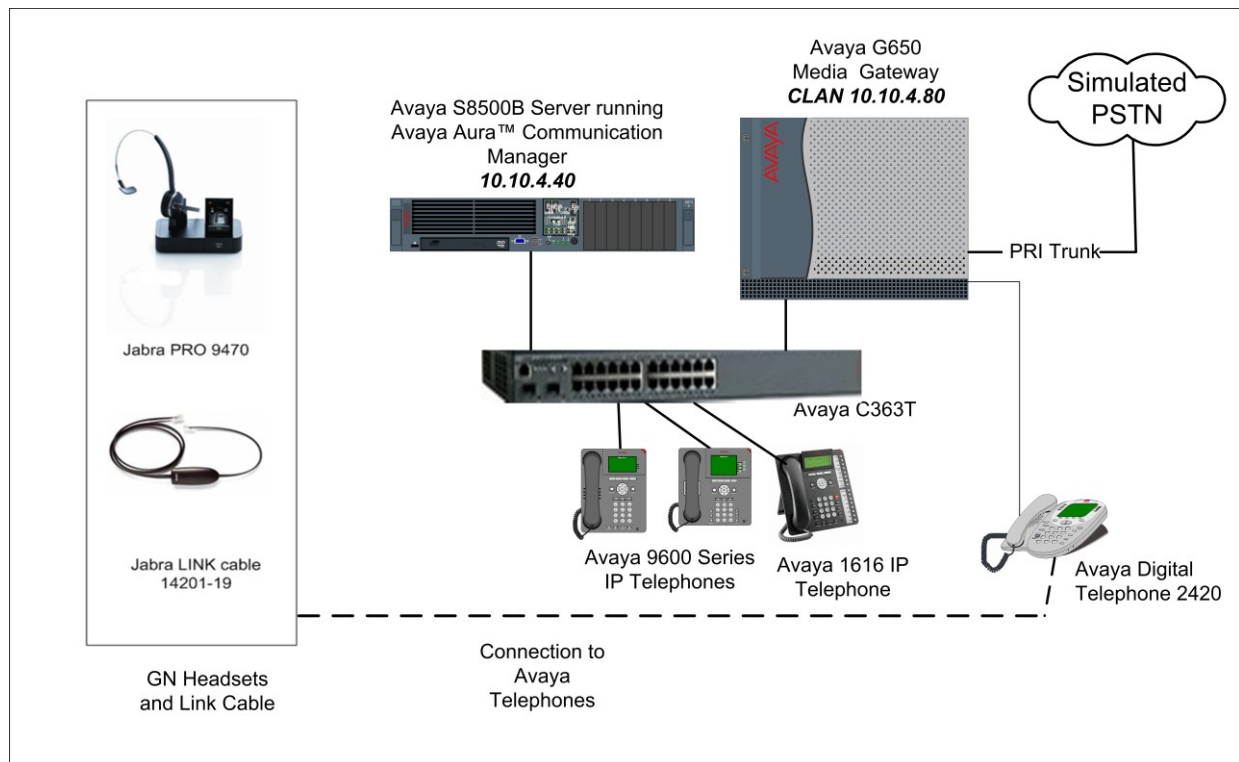 Avaya G650
Media Gateway
CLAN 10.10.4.80
Simulated
PSTN
Avaya S8500B Server running
Avaya Aura™ Communication
Manager
10.10.4.40
AVAYA
PRI Trunk
Jabra PRO 9470
Avaya C363T
Jabra LINK cable
14201-19
Avaya 9600 Series
IP Telephones
Avaya 1616 IP
Telephone
Avaya Digital
Telephone 2420
GN Headsets
and Link Cable
Connection to
Avaya
Telephones